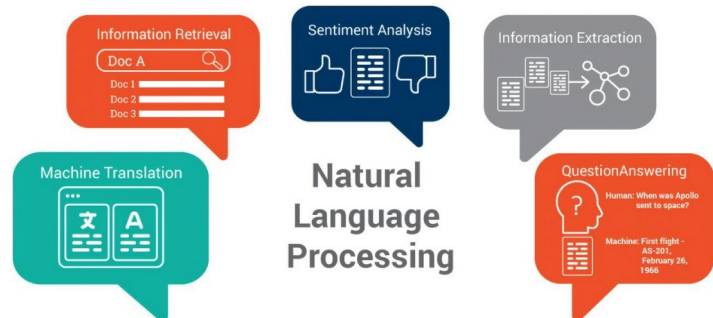 Information Retrieval
Doc A
Doc 1
Doc 2
Doc 3
Sentiment Analysis
Information Extraction
Machine Translation
文
A
Natural
Language
Processing
QuestionAnswering
?
Human: When was Apollo
sent to space?
Machine: First flight -
AS-201,
February 26,
1966